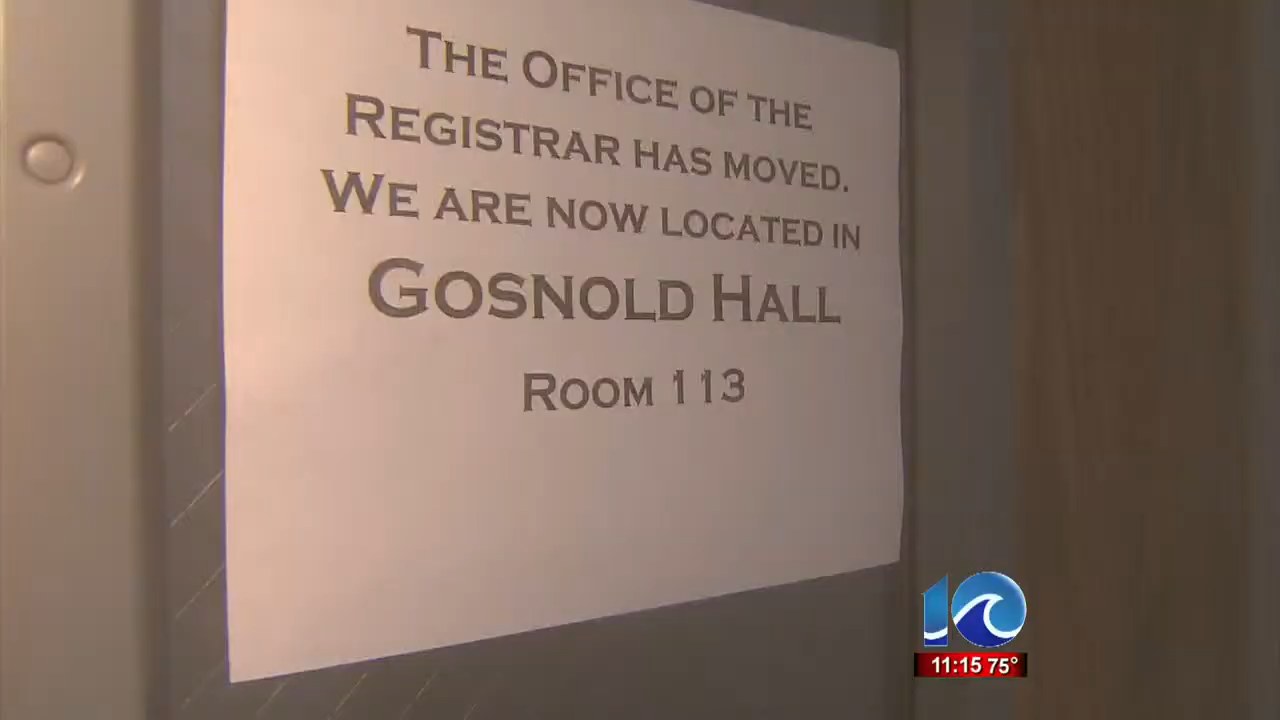 THE OFFICE OF THE
REGISTRAR HAS MOVED.
WE ARE NOW LOCATED IN
GOSNOLD HALL
ROOM 113
10
11:15 75°